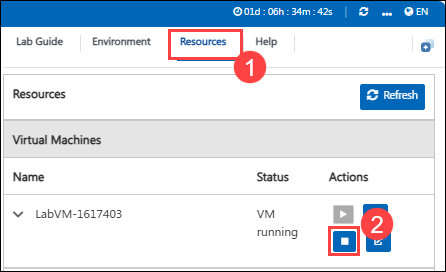 01d : 06h : 34m : 42s EN
Lab Guide Environment Resources Help
1
Resources Refresh
Virtual Machines
Name Status Actions
LabVM-1617403 VM running
2